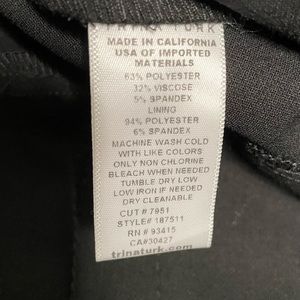 TRINA TURK
MADE IN CALIFORNIA
USA OF IMPORTED
MATERIALS
63% POLYESTER
32% VISCOSE
5% SPANDEX
LINING
94% POLYESTER
6% SPANDEX
MACHINE WASH COLD
WITH LIKE COLORS
ONLY NON CHLORINE
BLEACH WHEN NEEDED
TUMBLE DRY LOW
LOW IRON IF NEEDED
DRY CLEANABLE
CUT # 7951
STYLE# 187511
RN # 93415
CA#30427
trinaturk.com